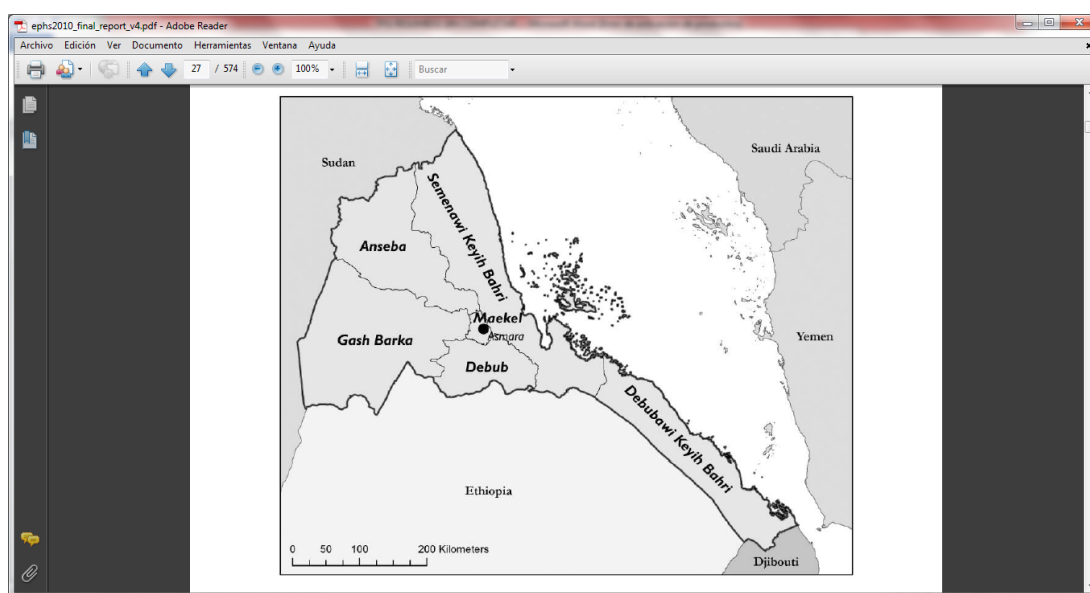 ephs2010_final_report_v4.pdf - Adobe Reader
Archivo Edición Ver Documento Herramientas Ventana Ayuda
27 / 574 100% Buscar
Sudan
Saudi Arabia
Semenawi Keyih Bahri
Anseba
Maekel
Asmara
Gash Barka
Yemen
Debub
Debubawi Keyih Bahri
Ethiopia
0 50 100 200 Kilometers
Djibouti